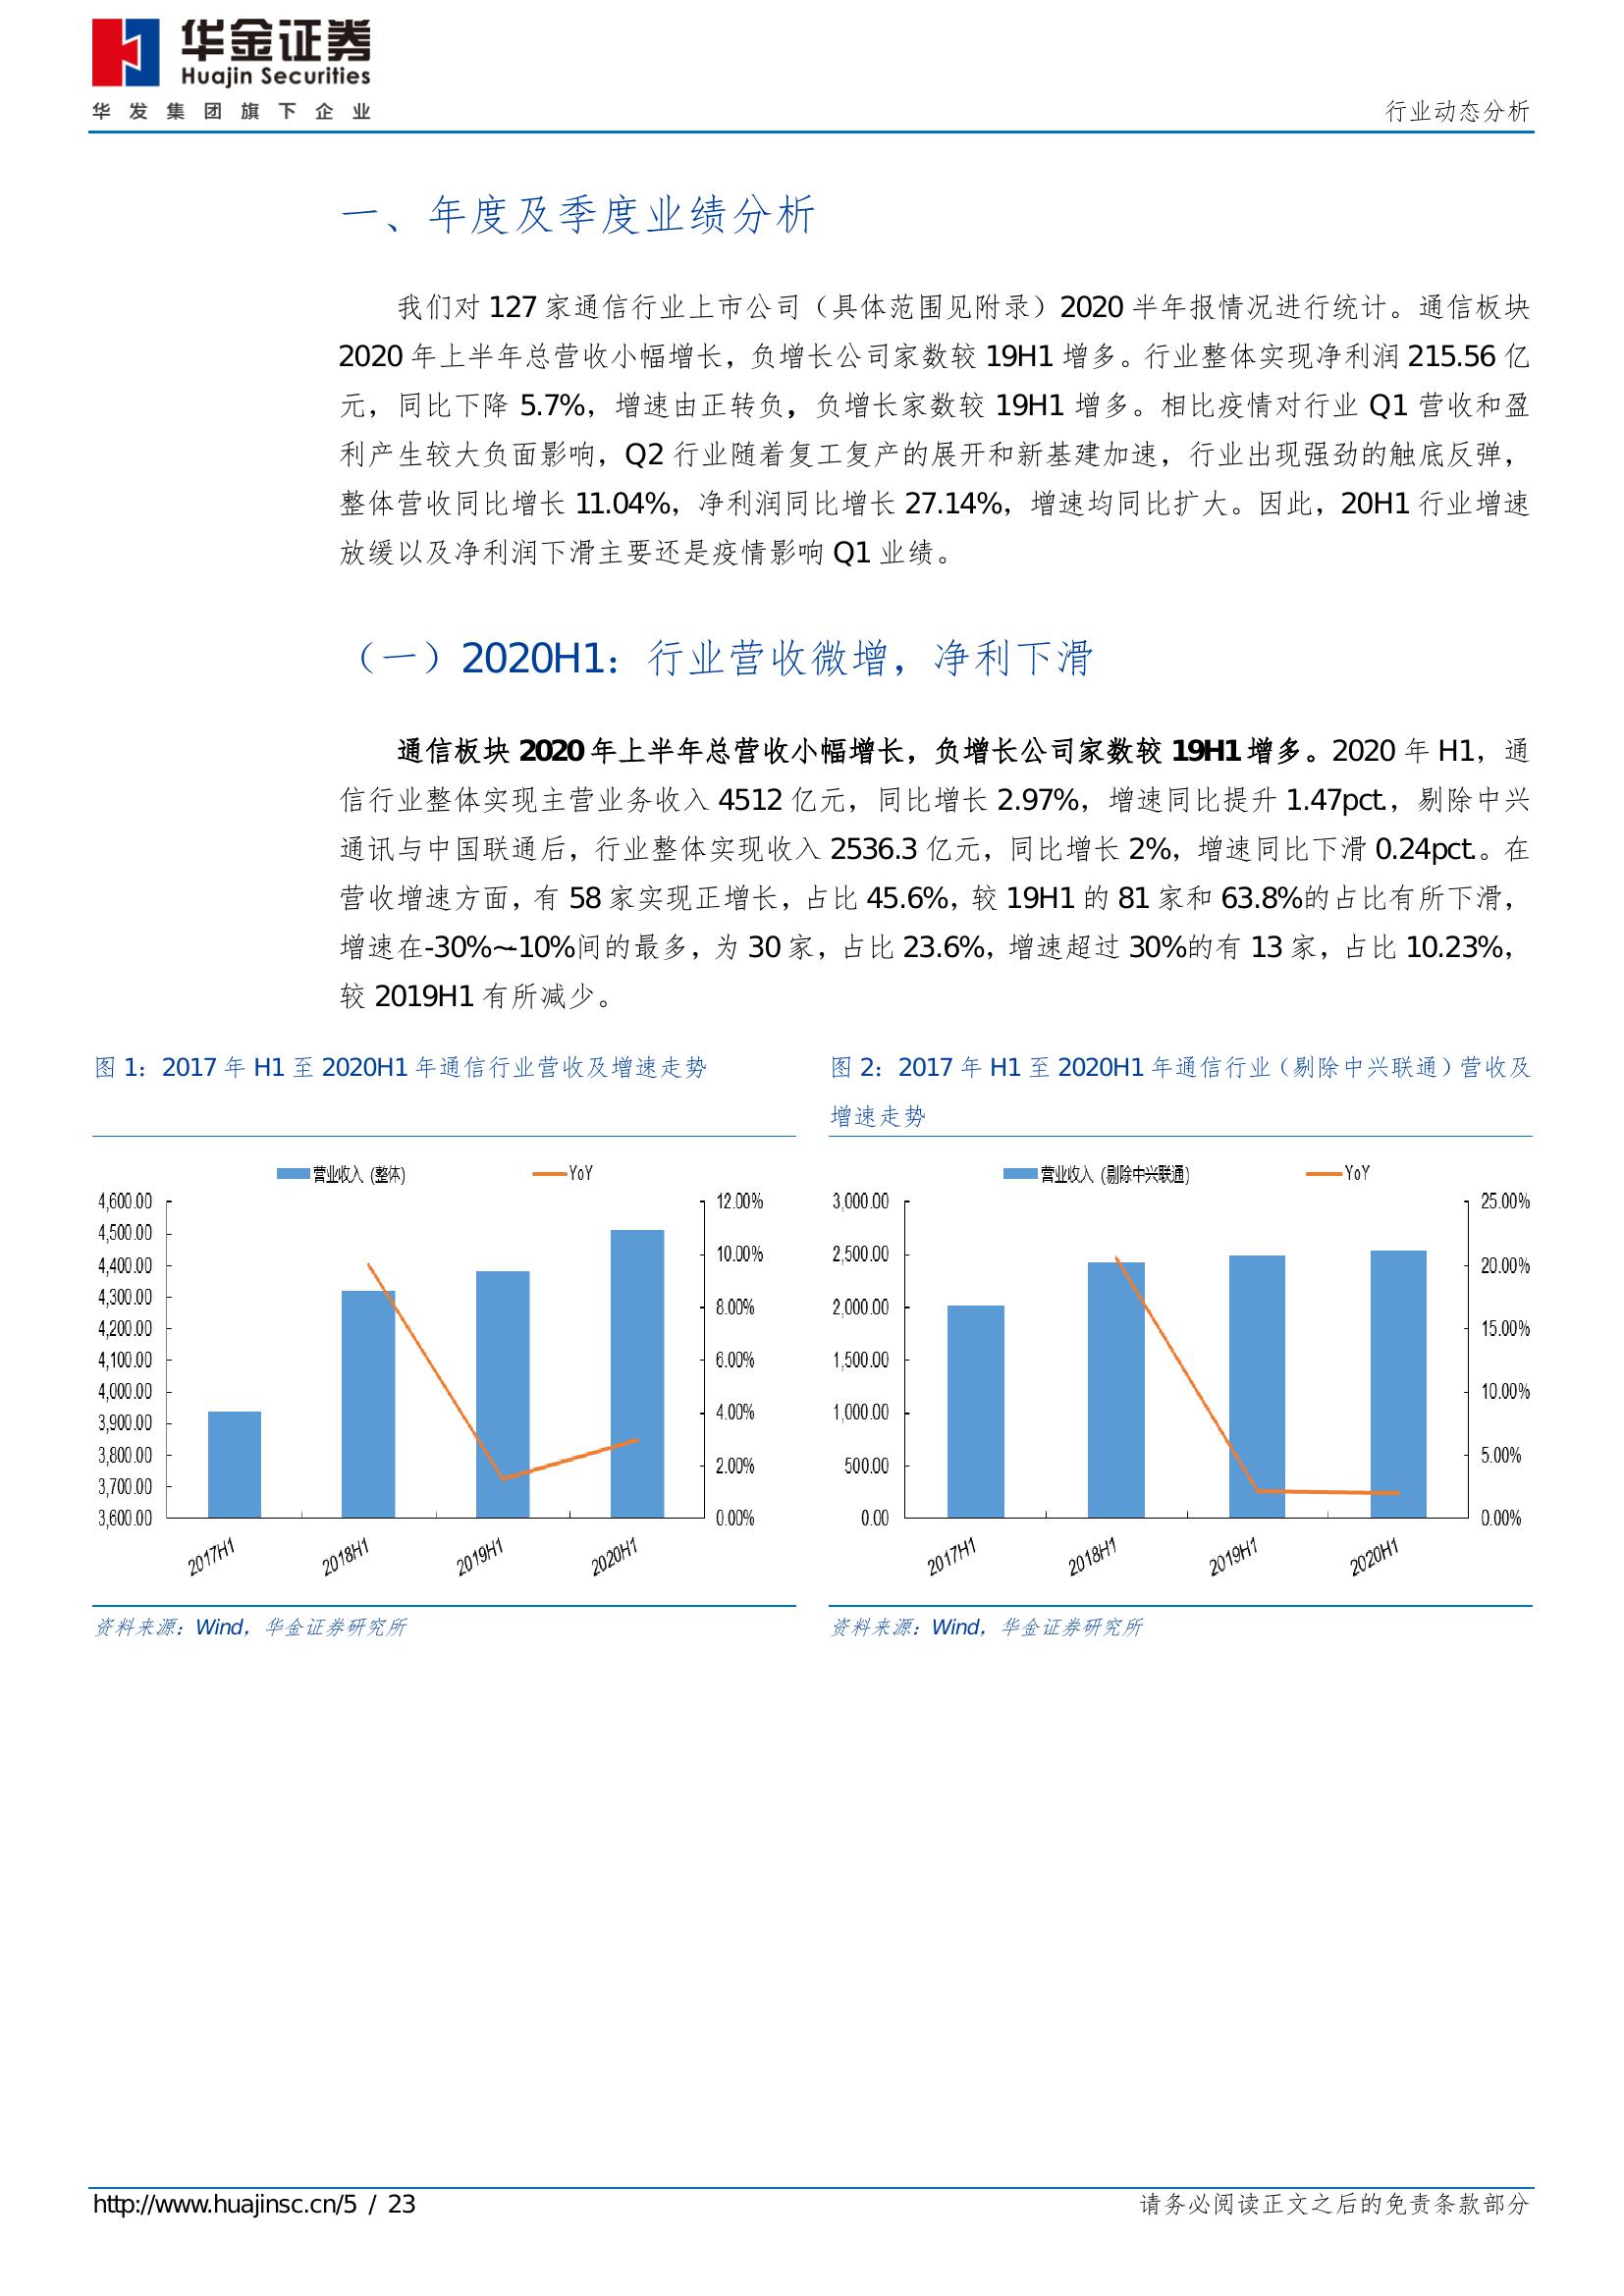 华金证券
Huajin Securities
华发集团旗下企业
行业动态分析
一、年度及季度业绩分析
我们对 127 家通信行业上市公司（具体范围见附录）2020 半年报情况进行统计。通信板块
2020 年上半年总营收小幅增长，负增长公司家数较 19H1 增多。行业整体实现净利润 215.56 亿
元，同比下降 5.7%，增速由正转负，负增长家数较 19H1 增多。相比疫情对行业 Q1 营收和盈
利产生较大负面影响，Q2 行业随着复工复产的展开和新基建加速，行业出现强劲的触底反弹，
整体营收同比增长 11.04%，净利润同比增长 27.14%，增速均同比扩大。因此，20H1 行业增速
放缓以及净利润下滑主要还是疫情影响 Q1 业绩。
（一）2020H1：行业营收微增，净利下滑
通信板块 2020 年上半年总营收小幅增长，负增长公司家数较 19H1 增多。2020 年 H1，通
信行业整体实现主营业务收入 4512 亿元，同比增长 2.97%，增速同比提升 1.47pct.，剔除中兴
通讯与中国联通后，行业整体实现收入 2536.3 亿元，同比增长 2%，增速同比下滑 0.24pct.。在
营收增速方面，有 58 家实现正增长，占比 45.6%，较 19H1 的 81 家和 63.8%的占比有所下滑，
增速在-30%~-10%间的最多，为 30 家，占比 23.6%，增速超过 30%的有 13 家，占比 10.23%，
较 2019H1 有所减少。
图 1：2017 年 H1 至 2020H1 年通信行业营收及增速走势
营业收入 (整体) YoY
4,600.00
4,500.00
4,400.00
4,300.00
4,200.00
4,100.00
4,000.00
3,900.00
3,800.00
3,700.00
3,600.00
12.00%
10.00%
8.00%
6.00%
4.00%
2.00%
0.00%
2017H1 2018H1 2019H1 2020H1
资料来源：Wind，华金证券研究所
图 2：2017 年 H1 至 2020H1 年通信行业（剔除中兴联通）营收及
增速走势
营业收入 (剔除中兴联通) YoY
3,000.00
2,500.00
2,000.00
1,500.00
1,000.00
500.00
0.00
25.00%
20.00%
15.00%
10.00%
5.00%
0.00%
2017H1 2018H1 2019H1 2020H1
资料来源：Wind，华金证券研究所
http://www.huajinsc.cn/5 / 23
请务必阅读正文之后的免责条款部分